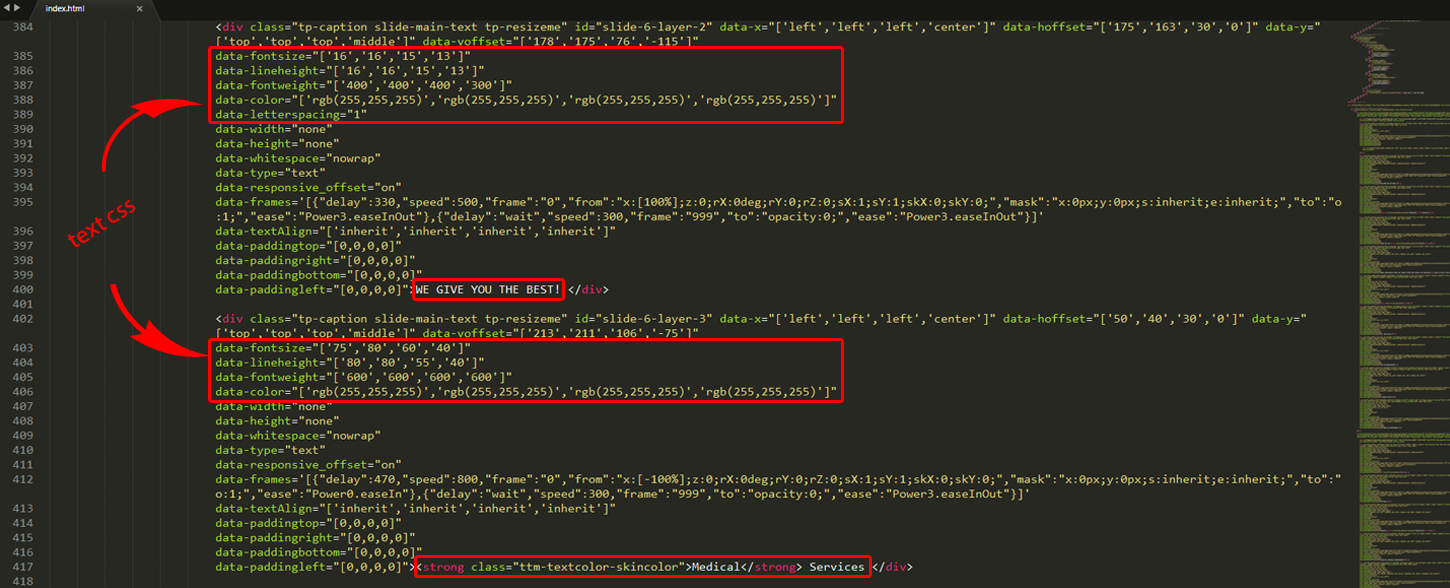 index.html ×
384 <div class="tp-caption slide-main-text tp-resizeme" id="slide-6-layer-2" data-x="['left','left','left','center']" data-hoffset="['175','163','30','0']" data-y="
['top','top','top','middle']" data-voffset="['178','175','76','-115']"
385 data-fontsize="['16','16','15','13']"
386 data-lineheight="['16','16','15','13']"
387 data-fontweight="['400','400','400','300']"
388 data-color="['rgb(255,255,255)','rgb(255,255,255)','rgb(255,255,255)','rgb(255,255,255)']"
389 data-letterspacing="1"
390 data-width="none"
391 data-height="none"
392 data-whitespace="nowrap"
393 data-type="text"
394 data-responsive_offset="on"
395 data-frames='[{"delay":330,"speed":500,"frame":"0","from":"x:[100%];z:0;rX:0deg;rY:0;rZ:0;sX:1;sY:1;skX:0;skY:0;","mask":"x:0px;y:0px;s:inherit;e:inherit;","to":"o
:1;","ease":"Power3.easeInOut"},{"delay":"wait","speed":300,"frame":"999","to":"opacity:0;","ease":"Power3.easeInOut"}]'
396 data-textAlign="['inherit','inherit','inherit','inherit']"
397 data-paddingtop="[0,0,0,0]"
398 data-paddingright="[0,0,0,0]"
399 data-paddingbottom="[0,0,0,0]"
400 data-paddingleft="[0,0,0,0]">WE GIVE YOU THE BEST! </div>
401
text css
402 <div class="tp-caption slide-main-text tp-resizeme" id="slide-6-layer-3" data-x="['left','left','left','center']" data-hoffset="['50','40','30','0']" data-y="
['top','top','top','middle']" data-voffset="['213','211','106','-75']"
403 data-fontsize="['75','80','60','40']"
404 data-lineheight="['80','80','55','40']"
405 data-fontweight="['600','600','600','600']"
406 data-color="['rgb(255,255,255)','rgb(255,255,255)','rgb(255,255,255)','rgb(255,255,255)']"
407 data-width="none"
408 data-height="none"
409 data-whitespace="nowrap"
410 data-type="text"
411 data-responsive_offset="on"
412 data-frames='[{"delay":470,"speed":800,"frame":"0","from":"x:[-100%];z:0;rX:0deg;rY:0;rZ:0;sX:1;sY:1;skX:0;skY:0;","mask":"x:0px;y:0px;s:inherit;e:inherit;","to":"
o:1;","ease":"Power0.easeIn"},{"delay":"wait","speed":300,"frame":"999","to":"opacity:0;","ease":"Power3.easeInOut"}]'
413 data-textAlign="['inherit','inherit','inherit','inherit']"
414 data-paddingtop="[0,0,0,0]"
415 data-paddingright="[0,0,0,0]"
416 data-paddingbottom="[0,0,0,0]"
417 data-paddingleft="[0,0,0,0]"><strong class="ttm-textcolor-skincolor">Medical</strong> Services </div>
418